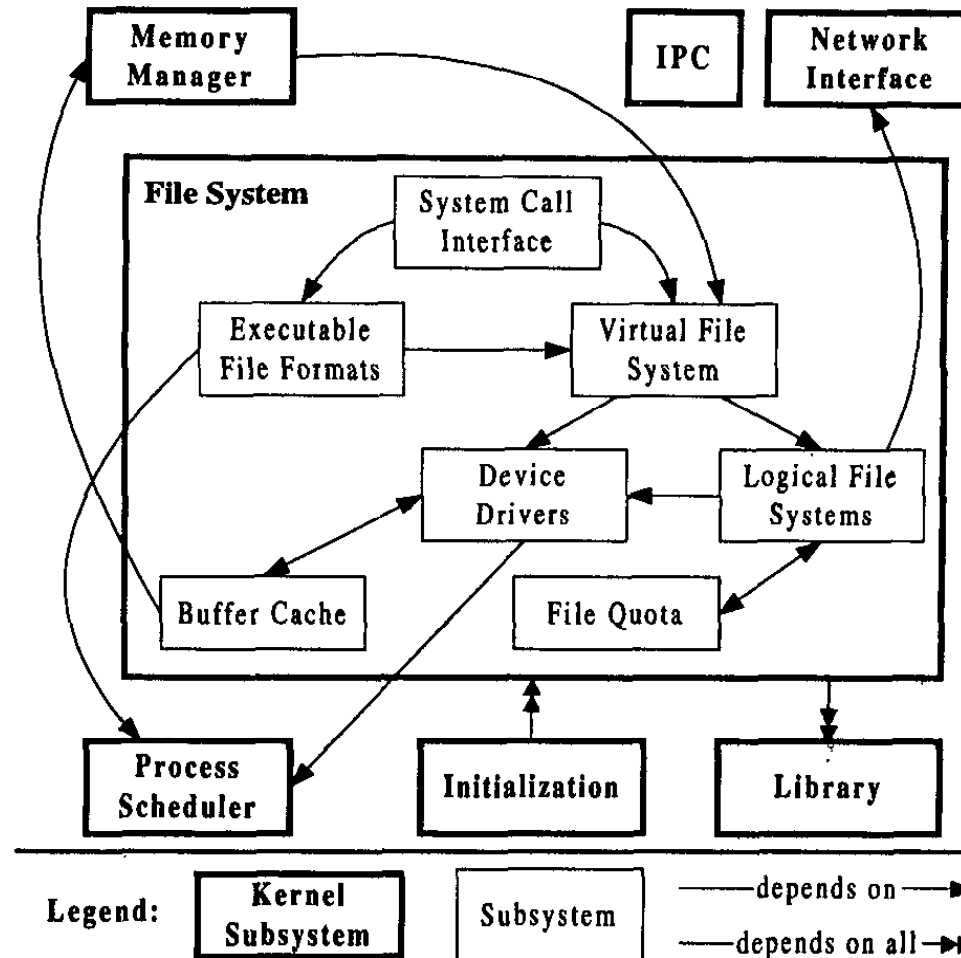 Memory
Manager
IPC
Network
Interface
File System
System Call
Interface
Executable
File Formats
Virtual File
System
Device
Drivers
Logical File
Systems
Buffer Cache
File Quota
Process
Scheduler
Initialization
Library
Legend:
Kernel
Subsystem
Subsystem
depends on
depends on all